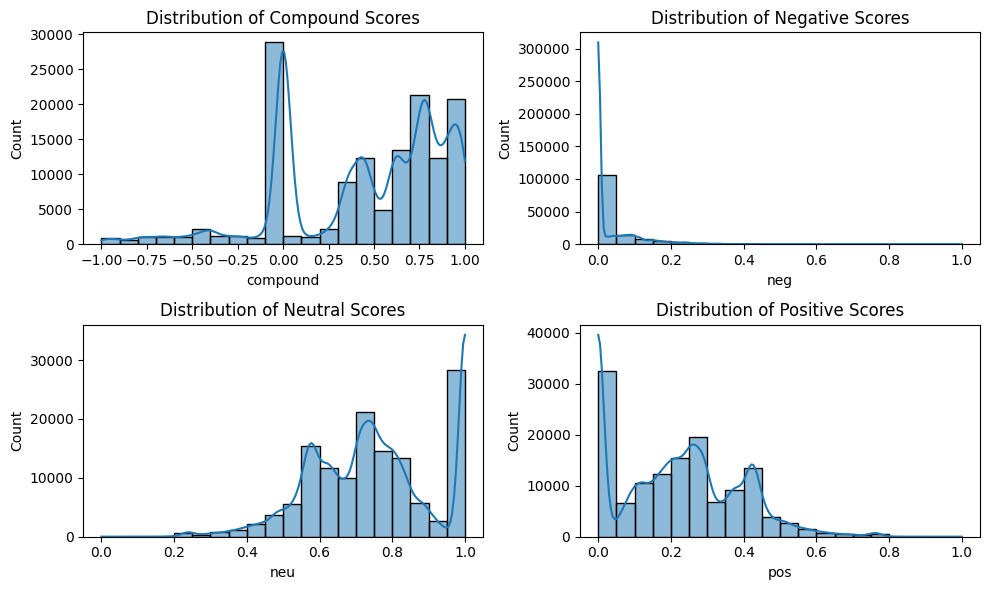 Distribution of Compound Scores
30000
25000
20000
15000
10000
5000
0
Count
−1.00 −0.75 −0.50 −0.25 0.00 0.25 0.50 0.75 1.00
compound
Distribution of Negative Scores
300000
250000
200000
150000
100000
50000
0
Count
0.0 0.2 0.4 0.6 0.8 1.0
neg
Distribution of Neutral Scores
30000
20000
10000
0
Count
0.0 0.2 0.4 0.6 0.8 1.0
neu
Distribution of Positive Scores
40000
30000
20000
10000
0
Count
0.0 0.2 0.4 0.6 0.8 1.0
pos